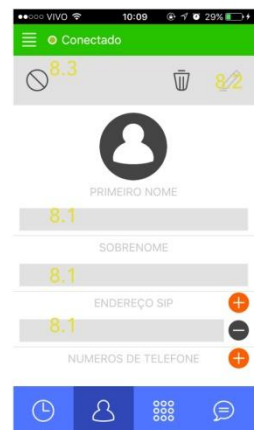 VIVO 10:09 29%
Conectado
8.3 8.2
PRIMEIRO NOME
8.1
SOBRENOME
8.1
ENDEREÇO SIP
8.1
NUMEROS DE TELEFONE